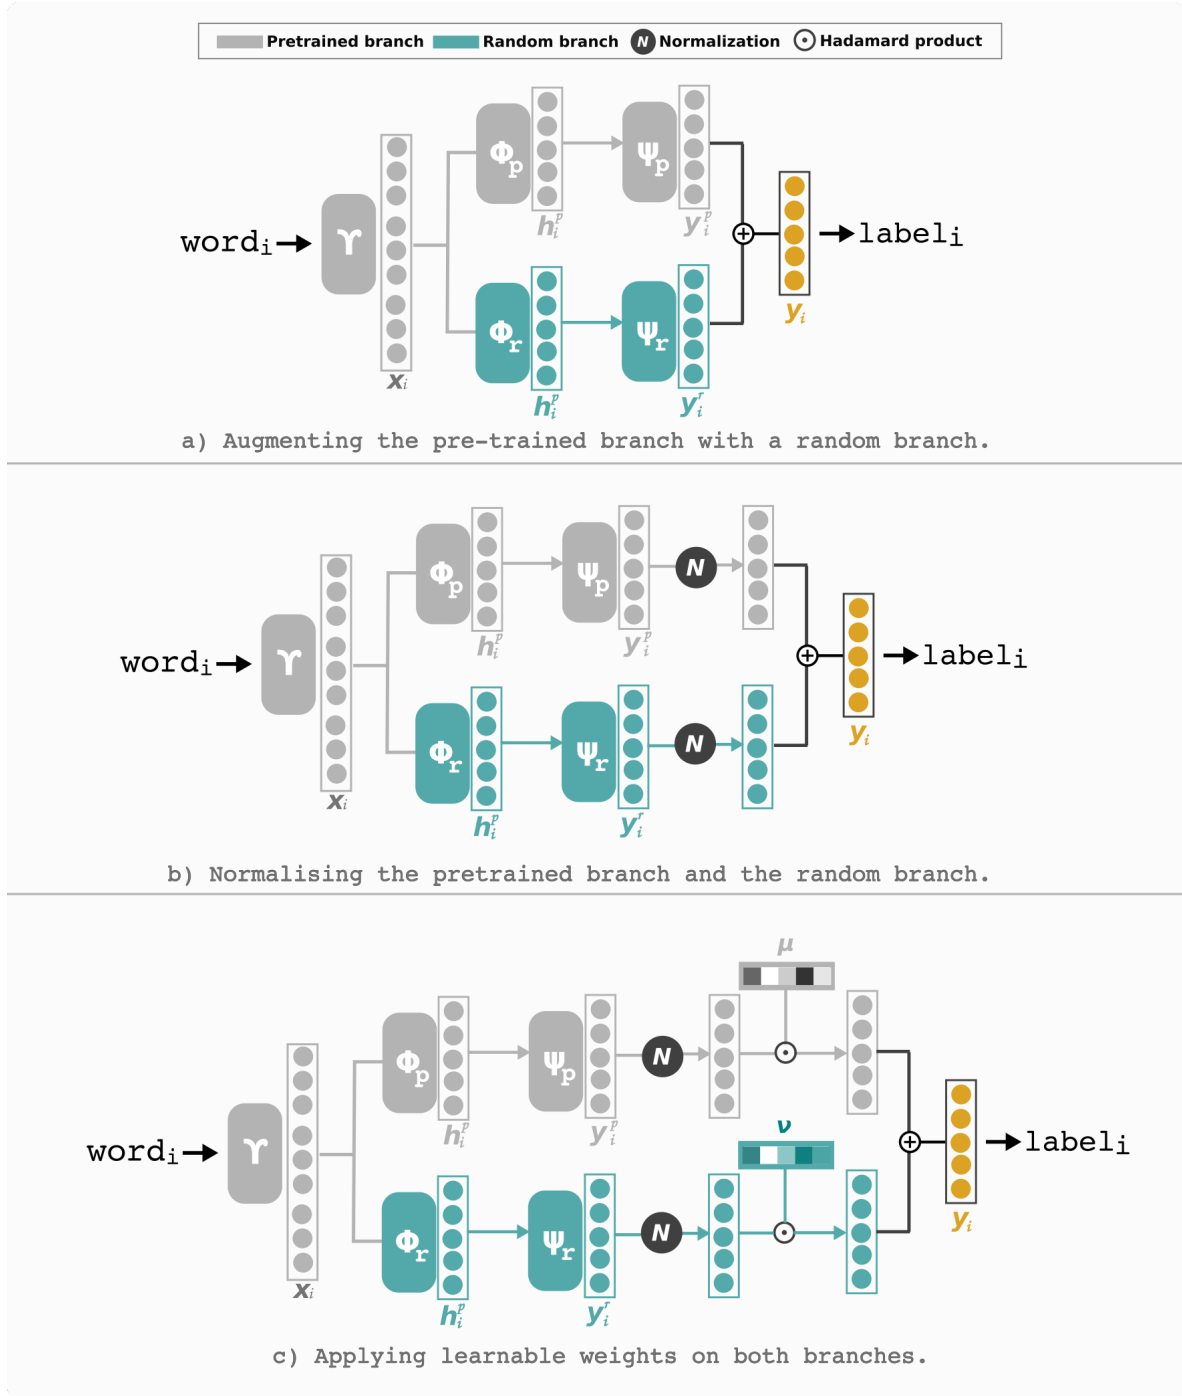 Pretrained branch Random branch N Normalization Hadamard product
Φp Ψp
hᵢᵖ yᵢᵖ
wordᵢ ϒ labelᵢ
yᵢ
Φr Ψr
xᵢ hᵢᵖ yᵢʳ
a) Augmenting the pre-trained branch with a random branch.
Φp Ψp N
hᵢᵖ yᵢᵖ
wordᵢ ϒ labelᵢ
yᵢ
Φr Ψr N
xᵢ hᵢᵖ yᵢʳ
b) Normalising the pretrained branch and the random branch.
μ
Φp Ψp N
hᵢᵖ yᵢᵖ ν
wordᵢ ϒ labelᵢ
yᵢ
Φr Ψr N
xᵢ hᵢᵖ yᵢʳ
c) Applying learnable weights on both branches.